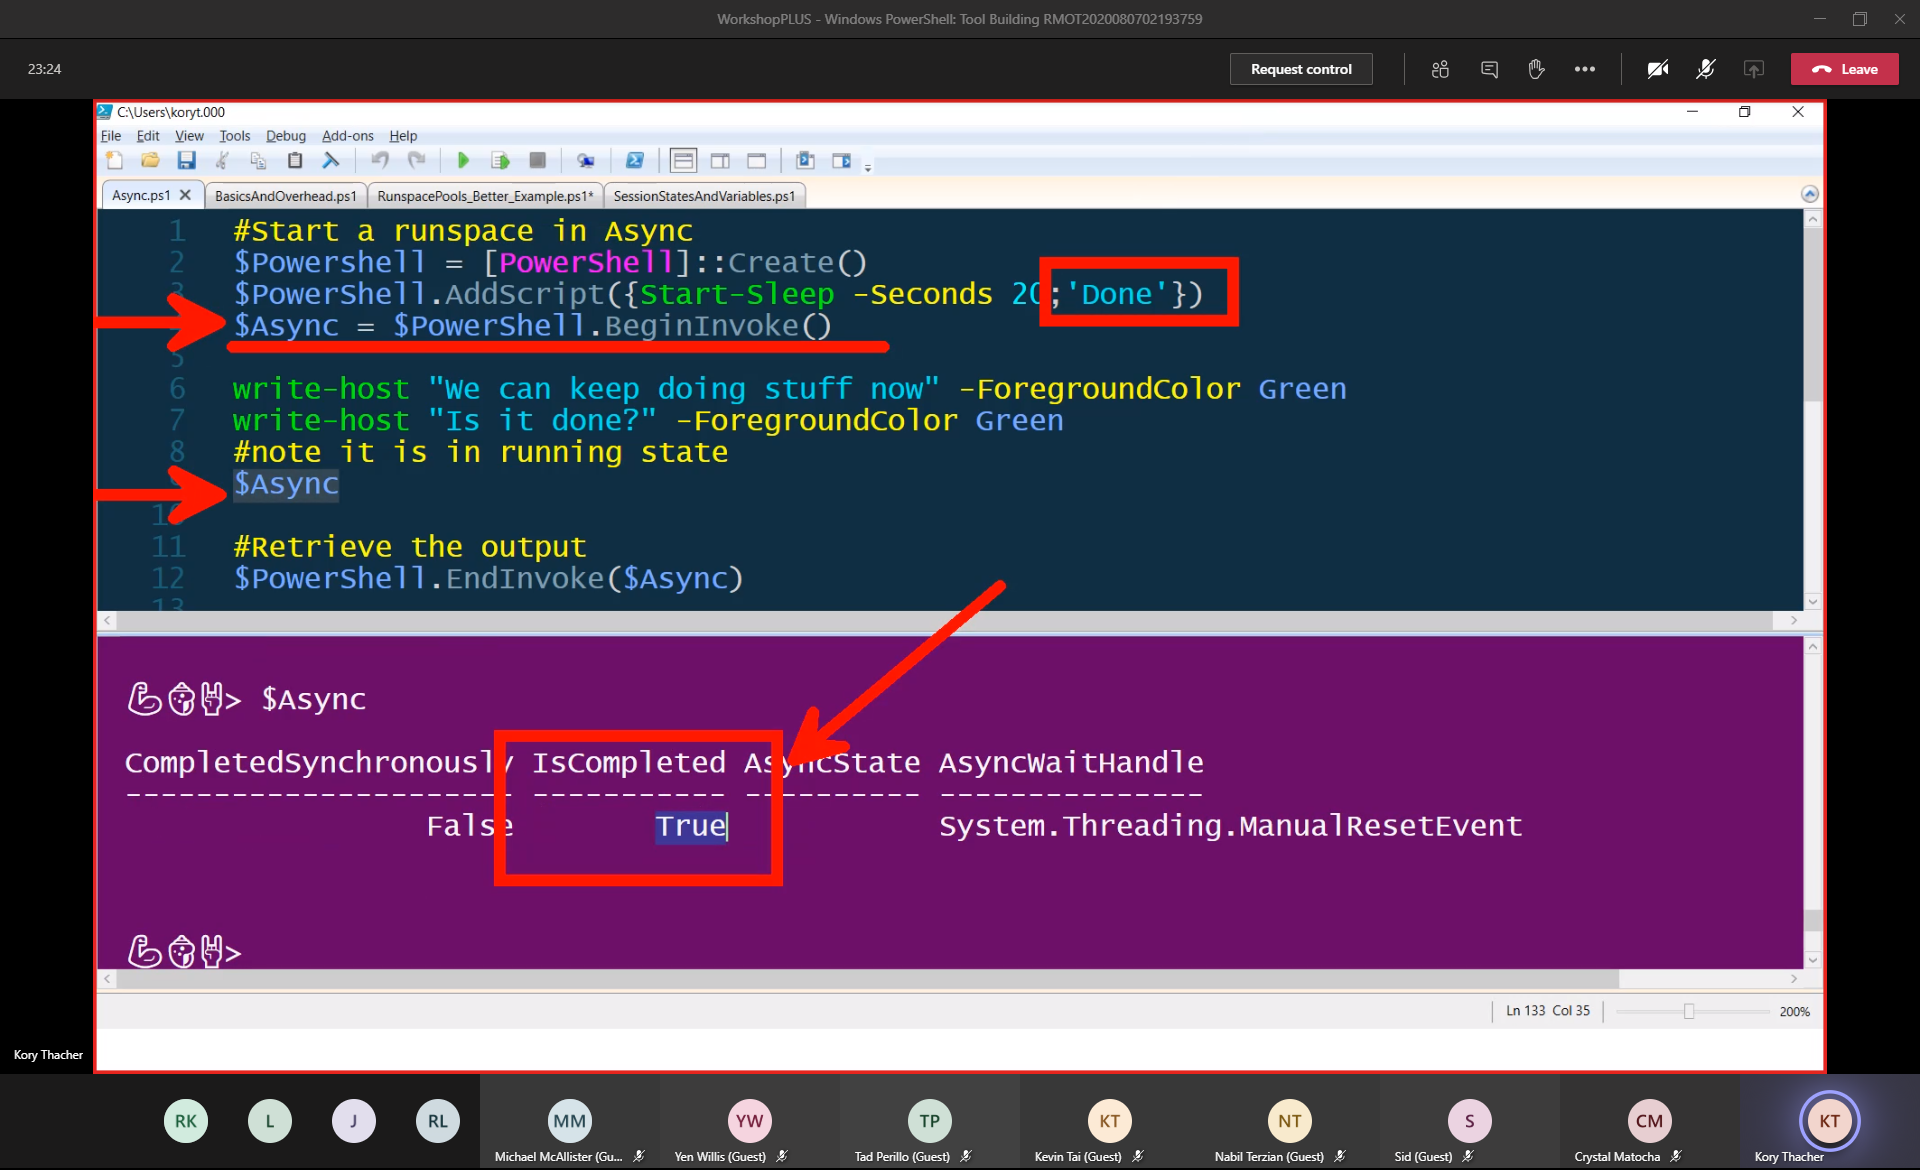 WorkshopPLUS - Windows PowerShell: Tool Building RMOT2020080702193759
23:24
Request control
Leave
C:\Users\koryt.000
File Edit View Tools Debug Add-ons Help
Async.ps1 BasicsAndOverhead.ps1 RunspacePools_Better_Example.ps1* SessionStatesAndVariables.ps1
1 #Start a runspace in Async
2 $Powershell = [PowerShell]::Create()
3 $PowerShell.AddScript({Start-Sleep -Seconds 20;'Done'})
$Async = $PowerShell.BeginInvoke()
5
6 write-host "We can keep doing stuff now" -ForegroundColor Green
7 write-host "Is it done?" -ForegroundColor Green
8 #note it is in running state
$Async
10
11 #Retrieve the output
12 $PowerShell.EndInvoke($Async)
13
> $Async
CompletedSynchronously IsCompleted AsyncState AsyncWaitHandle
---------------------- ----------- ---------- ---------------
False True System.Threading.ManualResetEvent
>
Ln 133 Col 35 200%
Kory Thacher
RK L J RL MM YW TP KT NT S CM KT
Michael McAllister (Gu... Yen Willis (Guest) Tad Perillo (Guest) Kevin Tai (Guest) Nabil Terzian (Guest) Sid (Guest) Crystal Matocha Kory Thacher